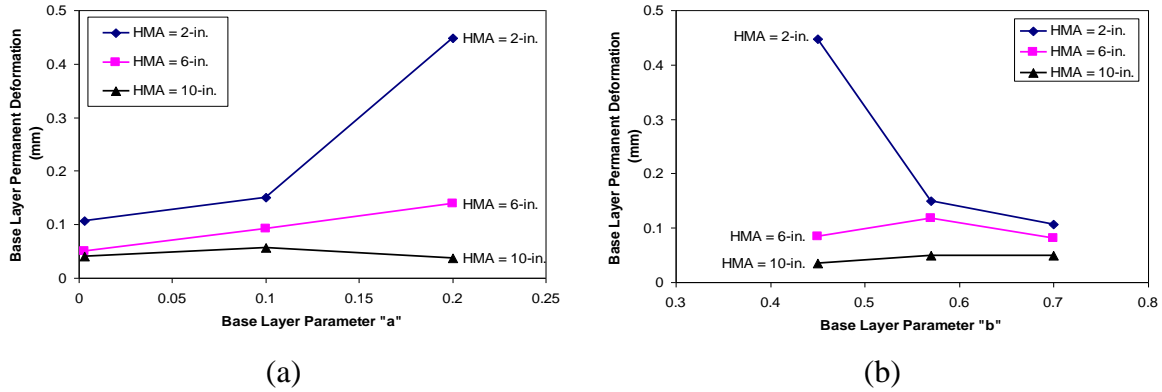 Base Layer Permanent Deformation
(mm)
0.5
0.4
0.3
0.2
0.1
0
HMA = 2-in.
HMA = 6-in.
HMA = 10-in.
HMA = 2-in.
HMA = 6-in.
HMA = 10-in.
0
0.05
0.1
0.15
0.2
0.25
Base Layer Parameter "a"
(a)
Base Layer Permanent Deformation
(mm)
0.5
0.4
0.3
0.2
0.1
0
HMA = 2-in.
HMA = 6-in.
HMA = 10-in.
HMA = 2-in.
HMA = 6-in.
HMA = 10-in.
0.3
0.4
0.5
0.6
0.7
0.8
Base Layer Parameter "b"
(b)